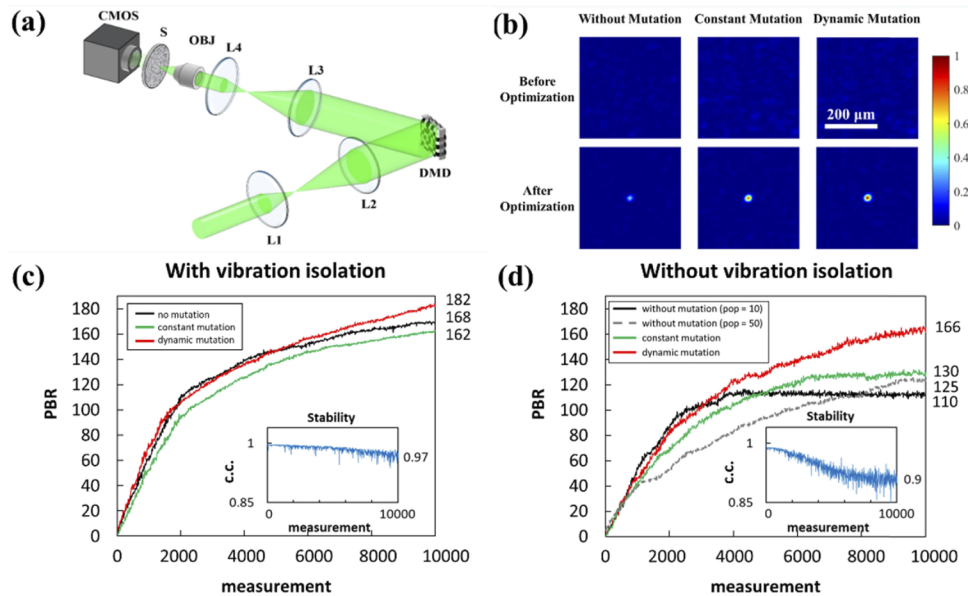 (a)
CMOS
S
OBJ
L4
L3
DMD
L2
L1
(b)
Without Mutation
Constant Mutation
Dynamic Mutation
Before
Optimization
200 μm
After
Optimization
1
0.8
0.6
0.4
0.2
0
(c)
With vibration isolation
180
160
140
120
100
80
60
40
20
0
PBR
no mutation
constant mutation
dynamic mutation
182
168
162
Stability
1
0.85
c.c.
0.97
0
10000
measurement
0 2000 4000 6000 8000 10000
measurement
(d)
Without vibration isolation
180
160
140
120
100
80
60
40
20
0
PBR
without mutation (pop = 10)
without mutation (pop = 50)
constant mutation
dynamic mutation
166
130
125
110
Stability
1
0.85
c.c.
0.9
0
10000
measurement
0 2000 4000 6000 8000 10000
measurement